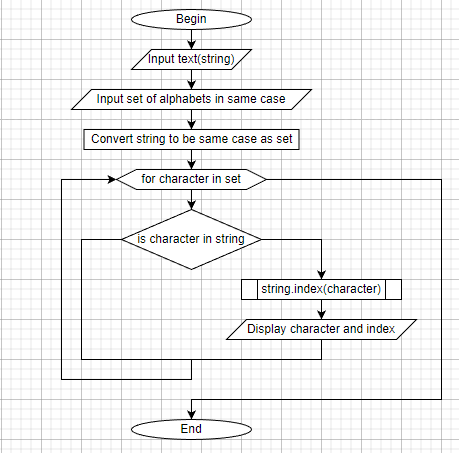 Begin
Input text(string)
Input set of alphabets in same case
Convert string to be same case as set
for character in set
is character in string
string.index(character)
Display character and index
End